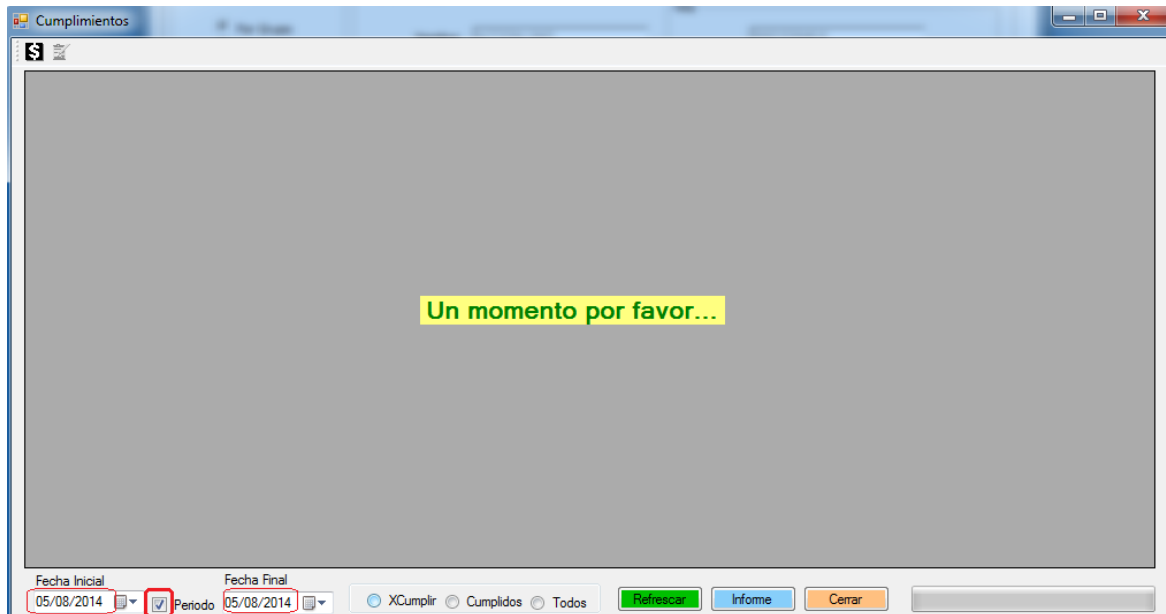 Cumplimientos
Un momento por favor...
Fecha Inicial Fecha Final
05/08/2014 Periodo 05/08/2014 XCumplir Cumplidos Todos Refrescar Informe Cerrar